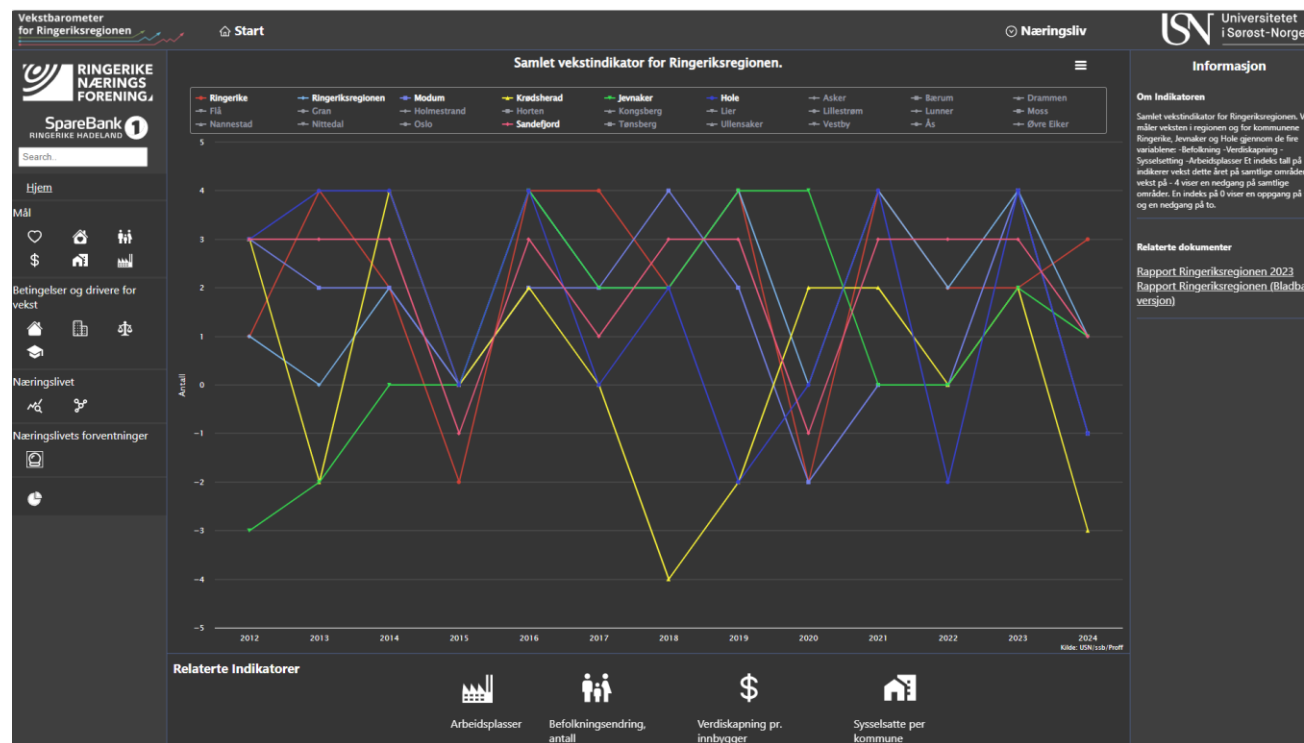 Vekstbarometer
for Ringeriksregionen
Start
Næringsliv
USN Universitetet
i Sørøst-Norge
RINGERIKE
NÆRINGS
FORENING
SpareBank 1
RINGERIKE HADELAND
Search..
Hjem
Mål
Betingelser og drivere for
vekst
Næringslivet
Næringslivets forventninger
Samlet vekstindikator for Ringeriksregionen.
Ringerike Ringeriksregionen Modum Krødsherad Jevnaker Hole Asker Bærum Drammen
Flå Gran Holmestrand Horten Kongsberg Lier Lillestrøm Lunner Moss
Nannestad Nittedal Oslo Sandefjord Tønsberg Ullensaker Vestby Ås Øvre Eiker
Antall
5
4
3
2
1
0
−1
−2
−3
−4
−5
2012 2013 2014 2015 2016 2017 2018 2019 2020 2021 2022 2023 2024
Kilde: USN/ssb/Proff
Relaterte Indikatorer
Arbeidsplasser
Befolkningsendring,
antall
Verdiskapning pr.
innbygger
Sysselsatte per
kommune
Informasjon
Om Indikatoren
Samlet vekstindikator for Ringeriksregionen. V
måler veksten i regionen og for kommunene
Ringerike, Jevnaker og Hole gjennom de fire
variablene: -Befolkning -Verdiskapning -
Sysselsetting -Arbeidsplasser Et indeks tall på
indikerer vekst dette året på samtlige område
vekst på - 4 viser en nedgang på samtlige
områder. En indeks på 0 viser en oppgang på
og en nedgang på to.
Relaterte dokumenter
Rapport Ringeriksregionen 2023
Rapport Ringeriksregionen (Bladba
versjon)